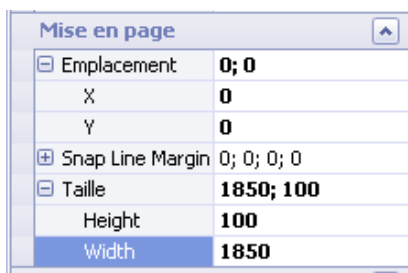 Mise en page
Emplacement 0; 0
X 0
Y 0
Snap Line Margin 0; 0; 0; 0
Taille 1850; 100
Height 100
Width 1850